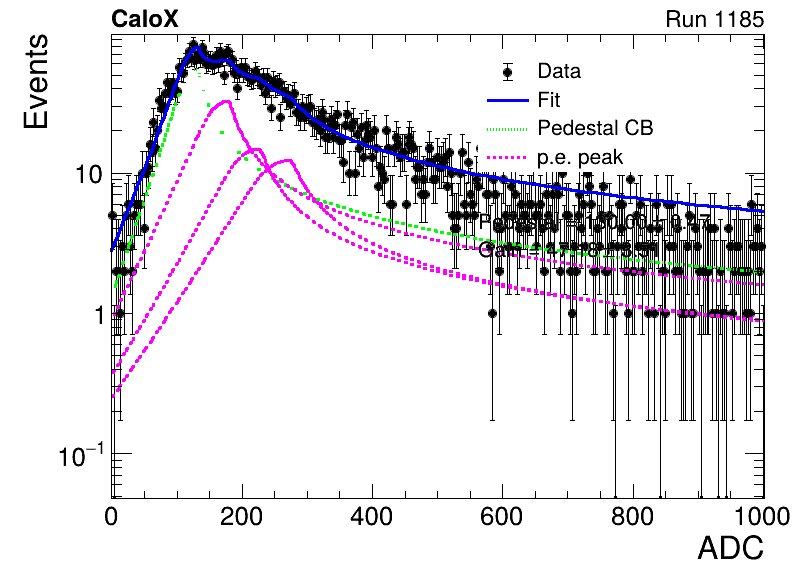 CaloX Run 1185
Events
Data
Fit
Pedestal CB
p.e. peak
10
1
10⁻¹
0 200 400 600 800 1000
ADC